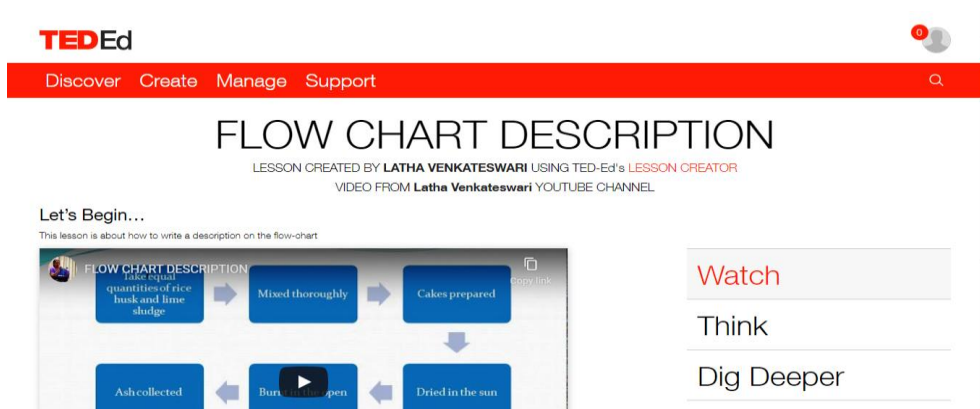 TEDEd
0
Discover Create Manage Support
FLOW CHART DESCRIPTION
LESSON CREATED BY LATHA VENKATESWARI USING TED-Ed's LESSON CREATOR
VIDEO FROM Latha Venkateswari YOUTUBE CHANNEL
Let's Begin...
This lesson is about how to write a description on the flow-chart
FLOW CHART DESCRIPTION
Copy link
Take equal
quantities of rice
husk and lime
sludge
Mixed thoroughly
Cakes prepared
Ash collected
Burnt in the open
Dried in the sun
Watch
Think
Dig Deeper